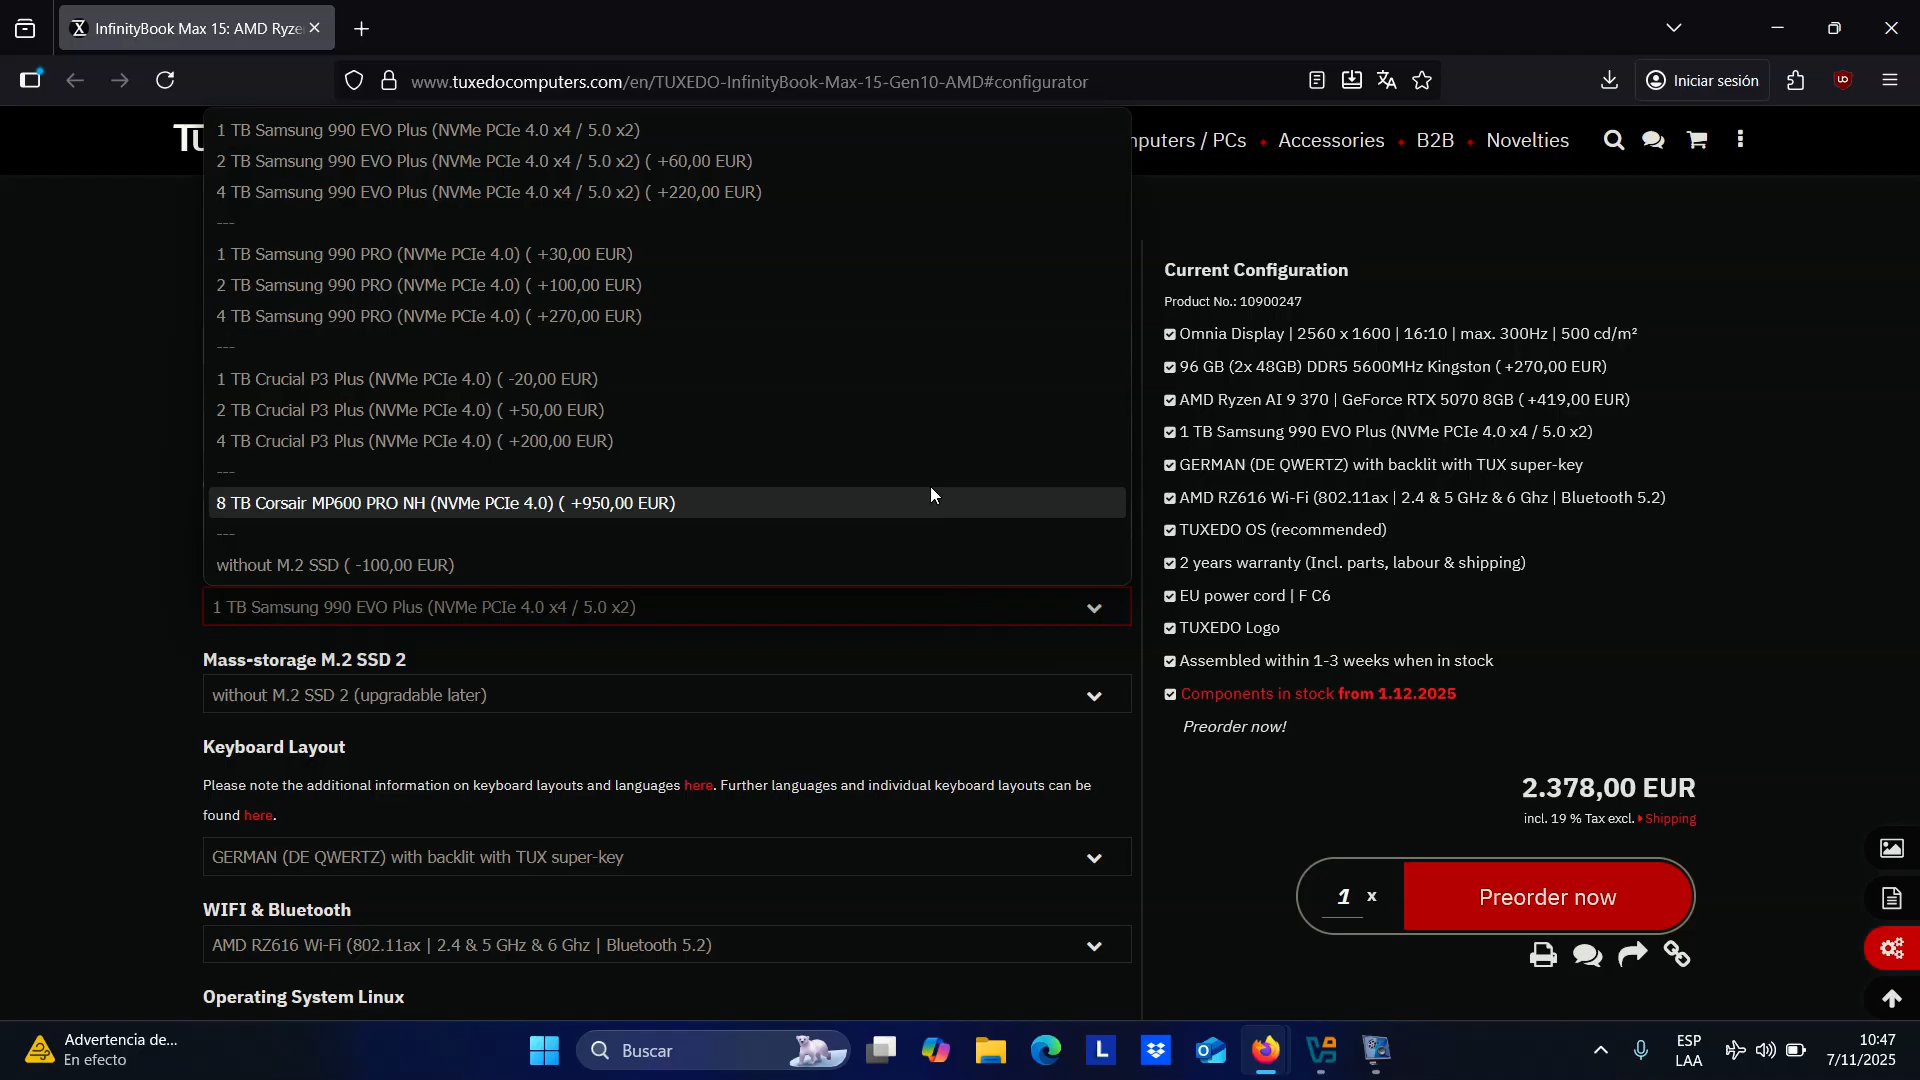 InfinityBook Max 15: AMD Ryze
www.tuxedocomputers.com/en/TUXEDO-InfinityBook-Max-15-Gen10-AMD#configurator
Iniciar sesión
TU
nputers / PCs
Accessories
B2B
Novelties
1 TB Samsung 990 EVO Plus (NVMe PCIe 4.0 x4 / 5.0 x2)
2 TB Samsung 990 EVO Plus (NVMe PCIe 4.0 x4 / 5.0 x2) ( +60,00 EUR)
4 TB Samsung 990 EVO Plus (NVMe PCIe 4.0 x4 / 5.0 x2) ( +220,00 EUR)
---
1 TB Samsung 990 PRO (NVMe PCIe 4.0) ( +30,00 EUR)
2 TB Samsung 990 PRO (NVMe PCIe 4.0) ( +100,00 EUR)
4 TB Samsung 990 PRO (NVMe PCIe 4.0) ( +270,00 EUR)
---
1 TB Crucial P3 Plus (NVMe PCIe 4.0) ( -20,00 EUR)
2 TB Crucial P3 Plus (NVMe PCIe 4.0) ( +50,00 EUR)
4 TB Crucial P3 Plus (NVMe PCIe 4.0) ( +200,00 EUR)
---
8 TB Corsair MP600 PRO NH (NVMe PCIe 4.0) ( +950,00 EUR)
---
without M.2 SSD ( -100,00 EUR)
1 TB Samsung 990 EVO Plus (NVMe PCIe 4.0 x4 / 5.0 x2)
Mass-storage M.2 SSD 2
without M.2 SSD 2 (upgradable later)
Keyboard Layout
Please note the additional information on keyboard layouts and languages here. Further languages and individual keyboard layouts can be
found here.
GERMAN (DE QWERTZ) with backlit with TUX super-key
WIFI & Bluetooth
AMD RZ616 Wi-Fi (802.11ax | 2.4 & 5 GHz & 6 Ghz | Bluetooth 5.2)
Operating System Linux
Current Configuration
Product No.: 10900247
Omnia Display | 2560 x 1600 | 16:10 | max. 300Hz | 500 cd/m²
96 GB (2x 48GB) DDR5 5600MHz Kingston ( +270,00 EUR)
AMD Ryzen AI 9 370 | GeForce RTX 5070 8GB ( +419,00 EUR)
1 TB Samsung 990 EVO Plus (NVMe PCIe 4.0 x4 / 5.0 x2)
GERMAN (DE QWERTZ) with backlit with TUX super-key
AMD RZ616 Wi-Fi (802.11ax | 2.4 & 5 GHz & 6 Ghz | Bluetooth 5.2)
TUXEDO OS (recommended)
2 years warranty (Incl. parts, labour & shipping)
EU power cord | F C6
TUXEDO Logo
Assembled within 1-3 weeks when in stock
Components in stock from 1.12.2025
Preorder now!
2.378,00 EUR
incl. 19 % Tax excl. Shipping
1 x
Preorder now
Advertencia de...
En efecto
Buscar
L
ESP
LAA
10:47
7/11/2025